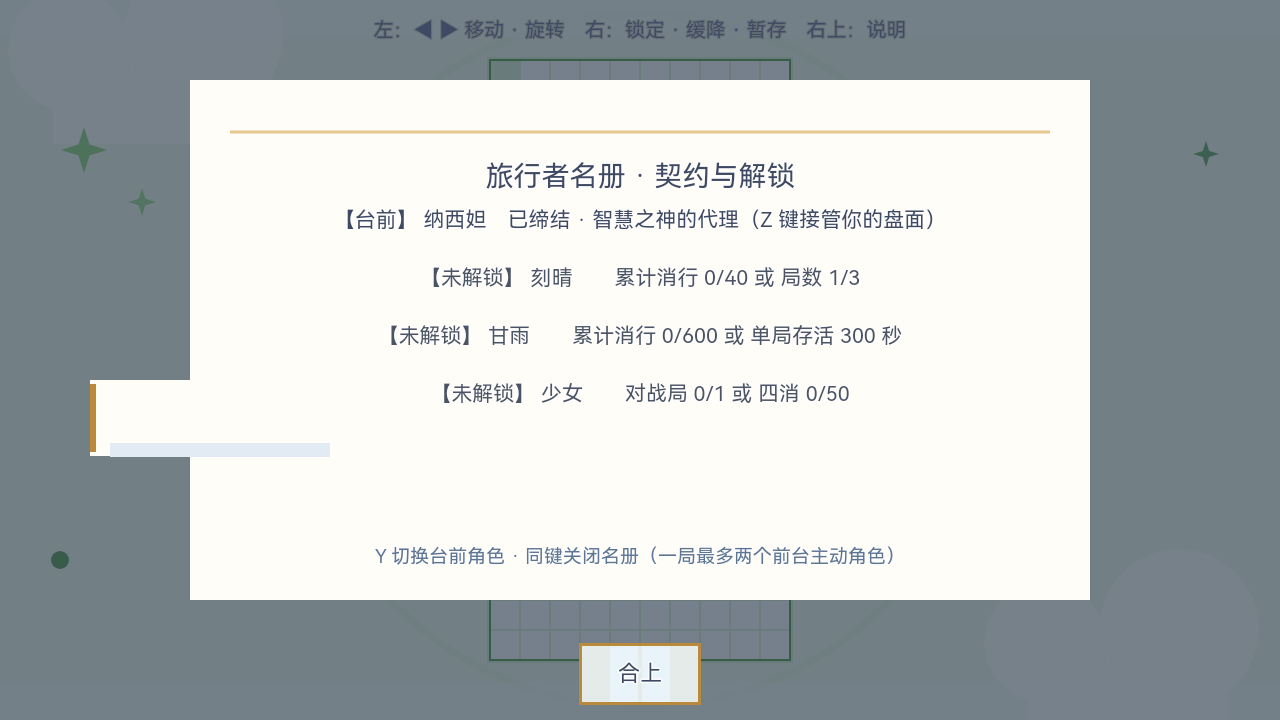 左: ◀ ▶ 移动 · 旋转 右: 锁定 · 缓降 · 暂存 右上: 说明
旅行者名册 · 契约与解锁
【台前】 纳西妲 已缔结 · 智慧之神的代理（Z 键接管你的盘面）
【未解锁】 刻晴 累计消行 0/40 或 局数 1/3
【未解锁】 甘雨 累计消行 0/600 或 单局存活 300 秒
【未解锁】 少女 对战局 0/1 或 四消 0/50
Y 切换台前角色 · 同键关闭名册（一局最多两个前台主动角色）
合上